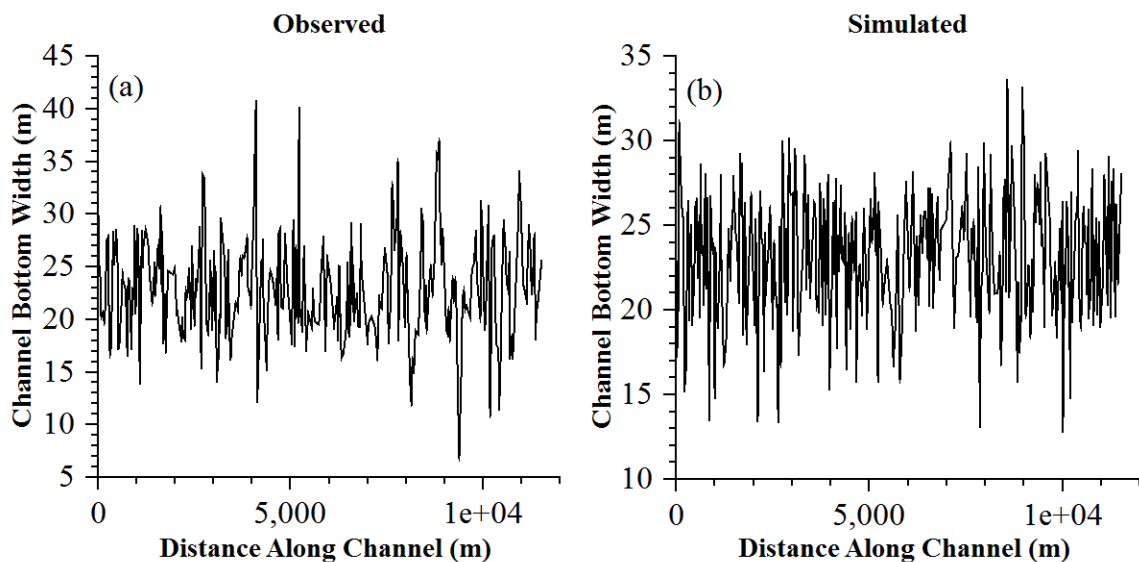 Observed
Simulated
(a)
(b)
Channel Bottom Width (m)
45
40
35
30
25
20
15
10
5
0
5,000
1e+04
Distance Along Channel (m)
Channel Bottom Width (m)
35
30
25
20
15
10
0
5,000
1e+04
Distance Along Channel (m)